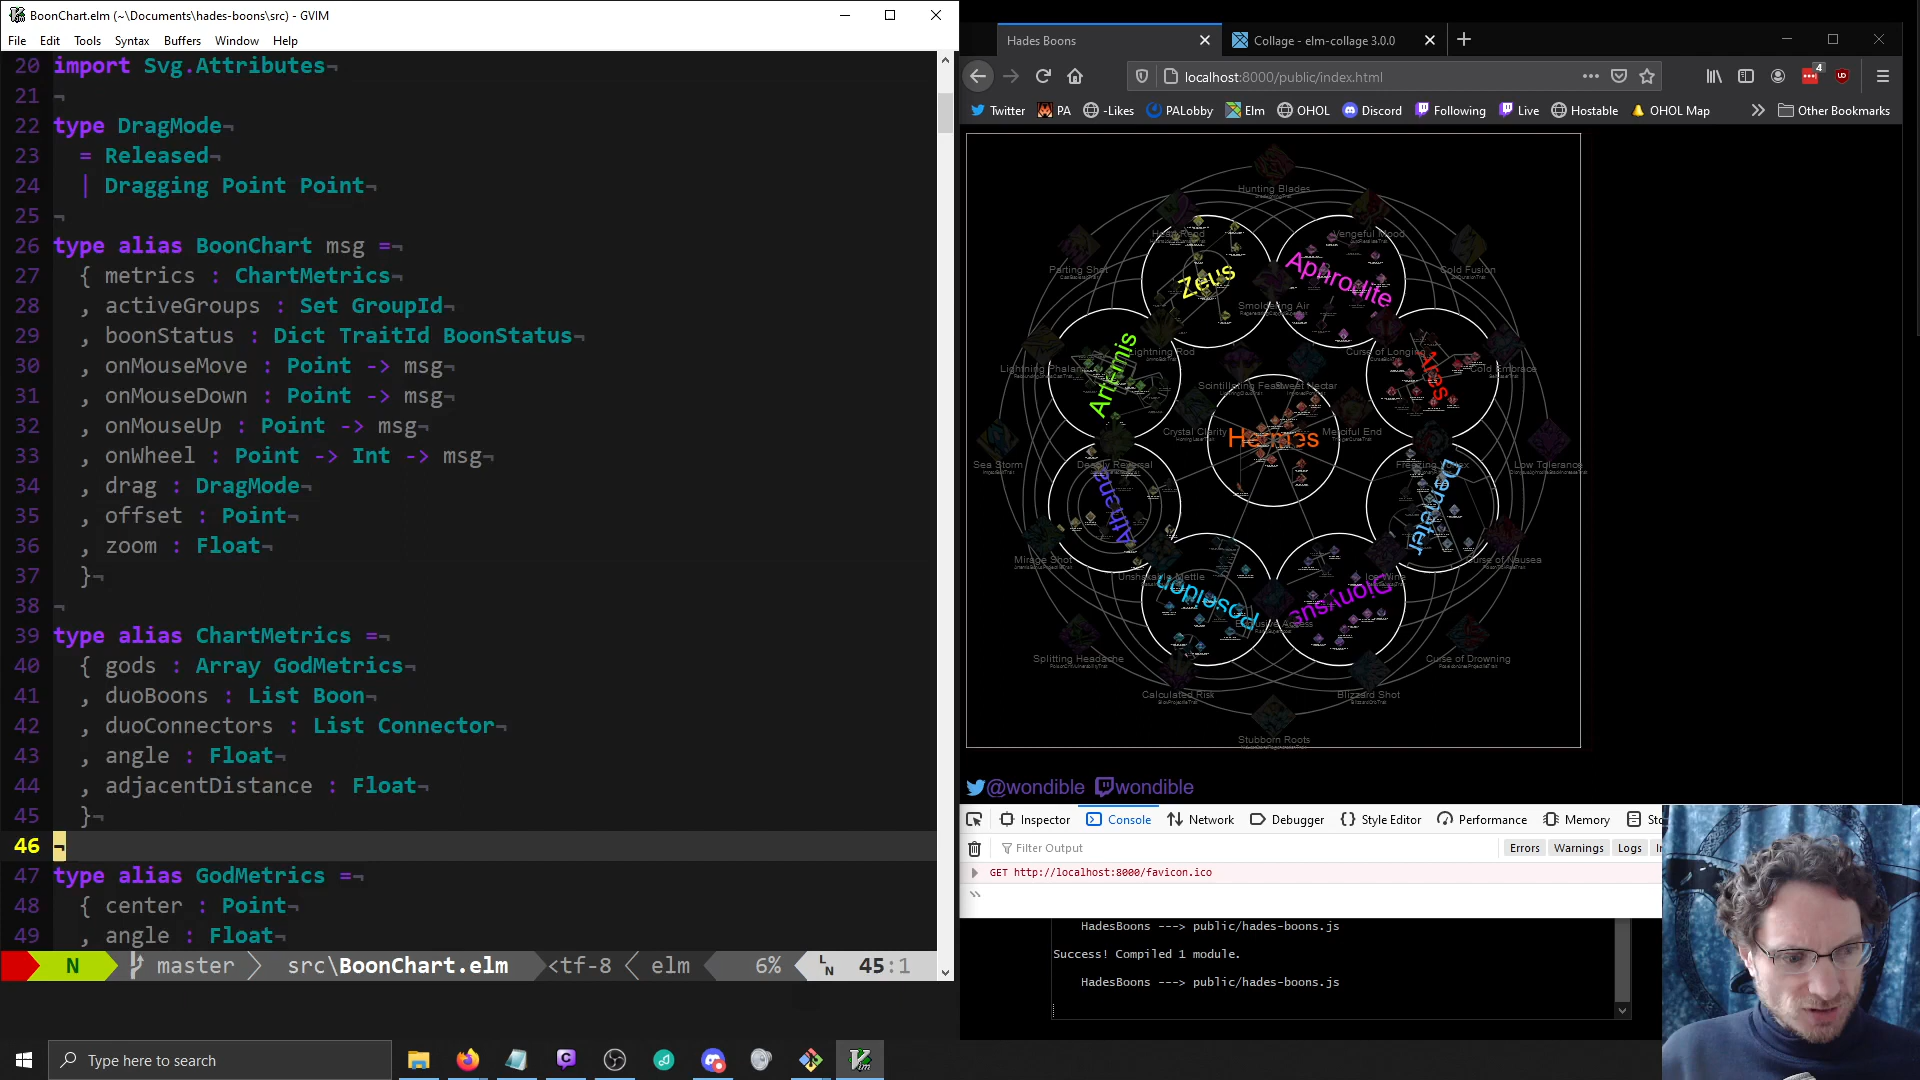 BoonChart.elm (~\Documents\hades-boons\src) - GVIM
File Edit Tools Syntax Buffers Window Help
20 import Svg.Attributes¬
21 ¬
22 type DragMode¬
23 = Released¬
24 | Dragging Point Point¬
25 ¬
26 type alias BoonChart msg =¬
27 { metrics : ChartMetrics¬
28 , activeGroups : Set GroupId¬
29 , boonStatus : Dict TraitId BoonStatus¬
30 , onMouseMove : Point -> msg¬
31 , onMouseDown : Point -> msg¬
32 , onMouseUp : Point -> msg¬
33 , onWheel : Point -> Int -> msg¬
34 , drag : DragMode¬
35 , offset : Point¬
36 , zoom : Float¬
37 }¬
38 ¬
39 type alias ChartMetrics =¬
40 { gods : Array GodMetrics¬
41 , duoBoons : List Boon¬
42 , duoConnectors : List Connector¬
43 , angle : Float¬
44 , adjacentDistance : Float¬
45 }¬
46 ¬
47 type alias GodMetrics =¬
48 { center : Point¬
49 , angle : Float¬
N master src\BoonChart.elm <tf-8 elm 6% LN 45:1
Type here to search
Hades Boons
Collage - elm-collage 3.0.0
localhost:8000/public/index.html
4
Twitter PA -Likes PALobby Elm OHOL Discord Following Live Hostable OHOL Map Other Bookmarks
Hunting Blades
Heart Rend
Vengeful Mood
Parting Shot
Cold Fusion
Zeus
Aphrodite
Smoldering Air
Lightning Rod
Curse of Longing
Lightning Phalanx
Cold Embrace
Artemis
Ares
Scintillating Feast
Sweet Nectar
Crystal Clarity
Hermes
Merciful End
Sea Storm
Deadly Reversal
Freezing Vortex
Low Tolerance
Athena
Demeter
Mirage Shot
Unshakable Mettle
Ice Wine
Curse of Nausea
Poseidon
Dionysus
Exclusive Access
Splitting Headache
Curse of Drowning
Calculated Risk
Blizzard Shot
Stubborn Roots
@wondible wondible
Inspector Console Network Debugger Style Editor Performance Memory Sto
Filter Output
Errors Warnings Logs
GET http://localhost:8000/favicon.ico
HadesBoons ---> public/hades-boons.js
Success! Compiled 1 module.
HadesBoons ---> public/hades-boons.js